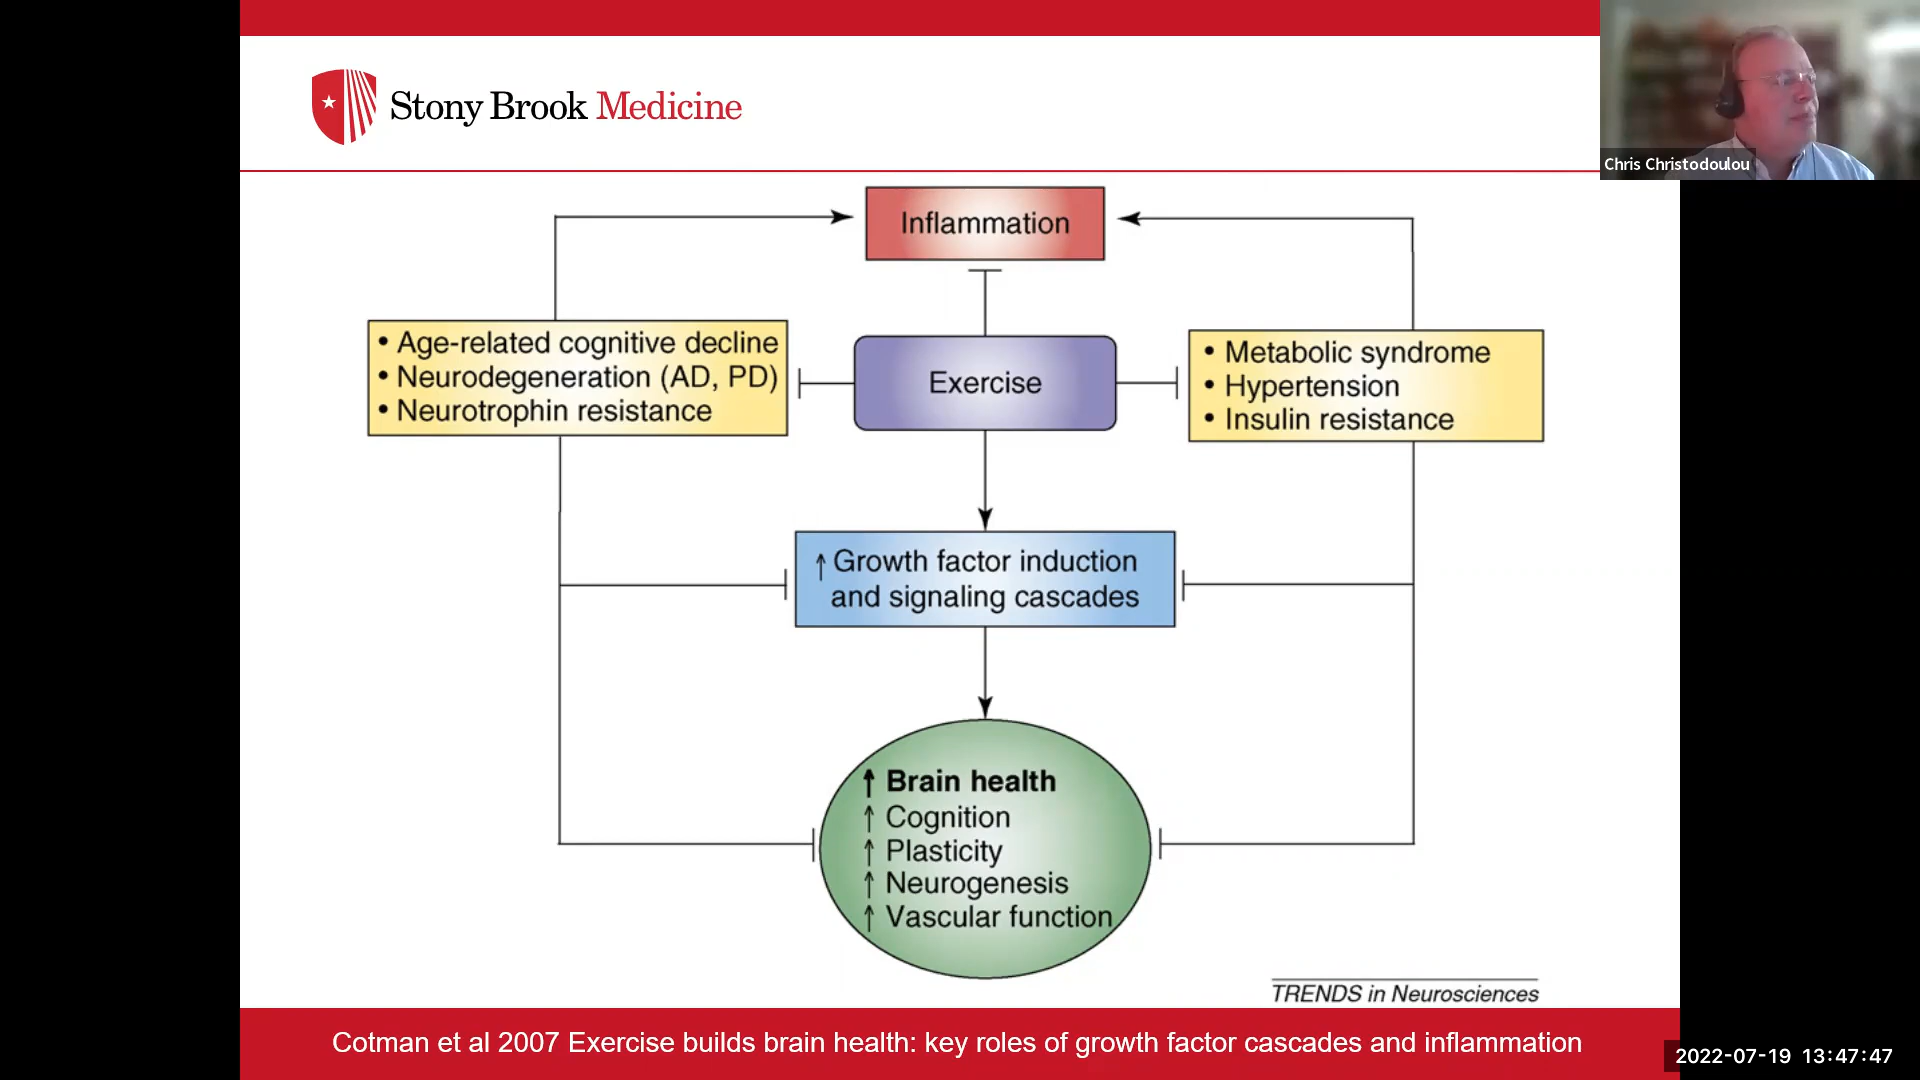 Stony Brook Medicine
Chris Christodoulou
Inflammation
• Age-related cognitive decline
• Neurodegeneration (AD, PD)
• Neurotrophin resistance
Exercise
• Metabolic syndrome
• Hypertension
• Insulin resistance
↑ Growth factor induction
and signaling cascades
↑ Brain health
↑ Cognition
↑ Plasticity
↑ Neurogenesis
↑ Vascular function
TRENDS in Neurosciences
Cotman et al 2007 Exercise builds brain health: key roles of growth factor cascades and inflammation
2022-07-19 13:47:47